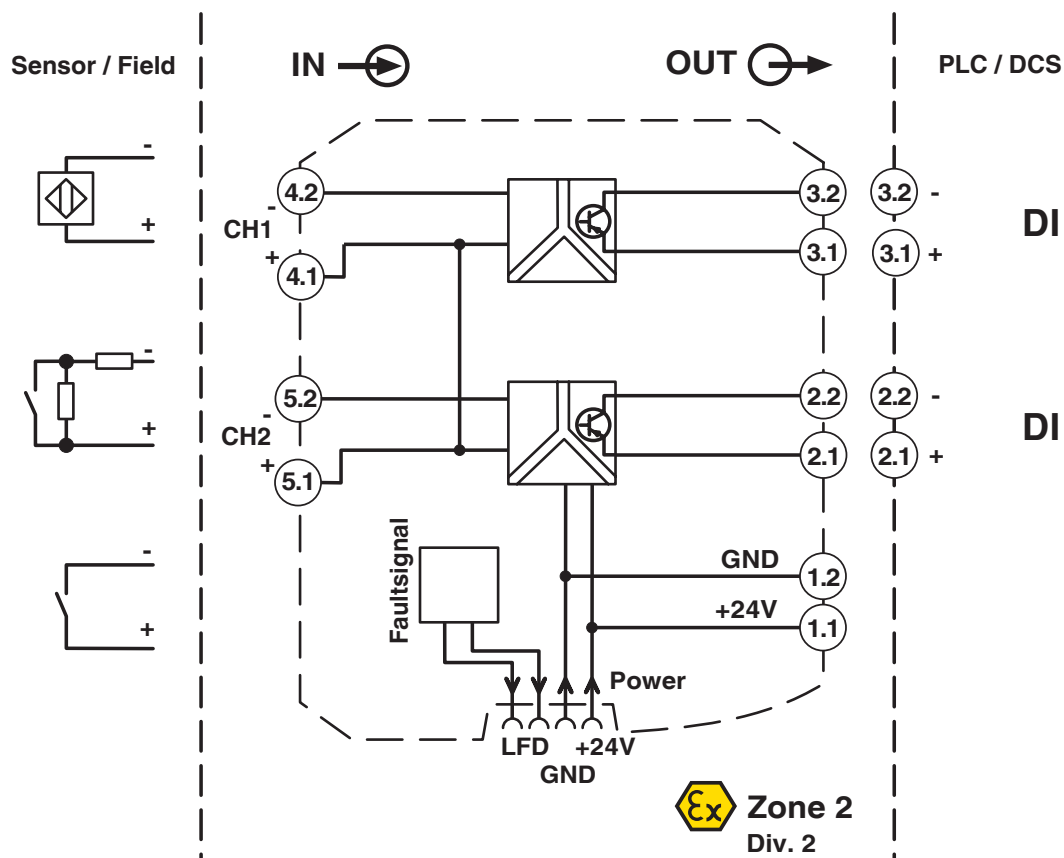 Sensor / Field
IN
OUT
PLC / DCS
-
+
4.2
-
CH1
+
4.1
3.2
3.1
3.2 -
3.1 +
DI
-
+
5.2
-
CH2
+
5.1
2.2
2.1
2.2 -
2.1 +
DI
-
+
Faultsignal
GND
1.2
+24V
1.1
Power
LFD
+24V
GND
Ex
Zone 2
Div. 2